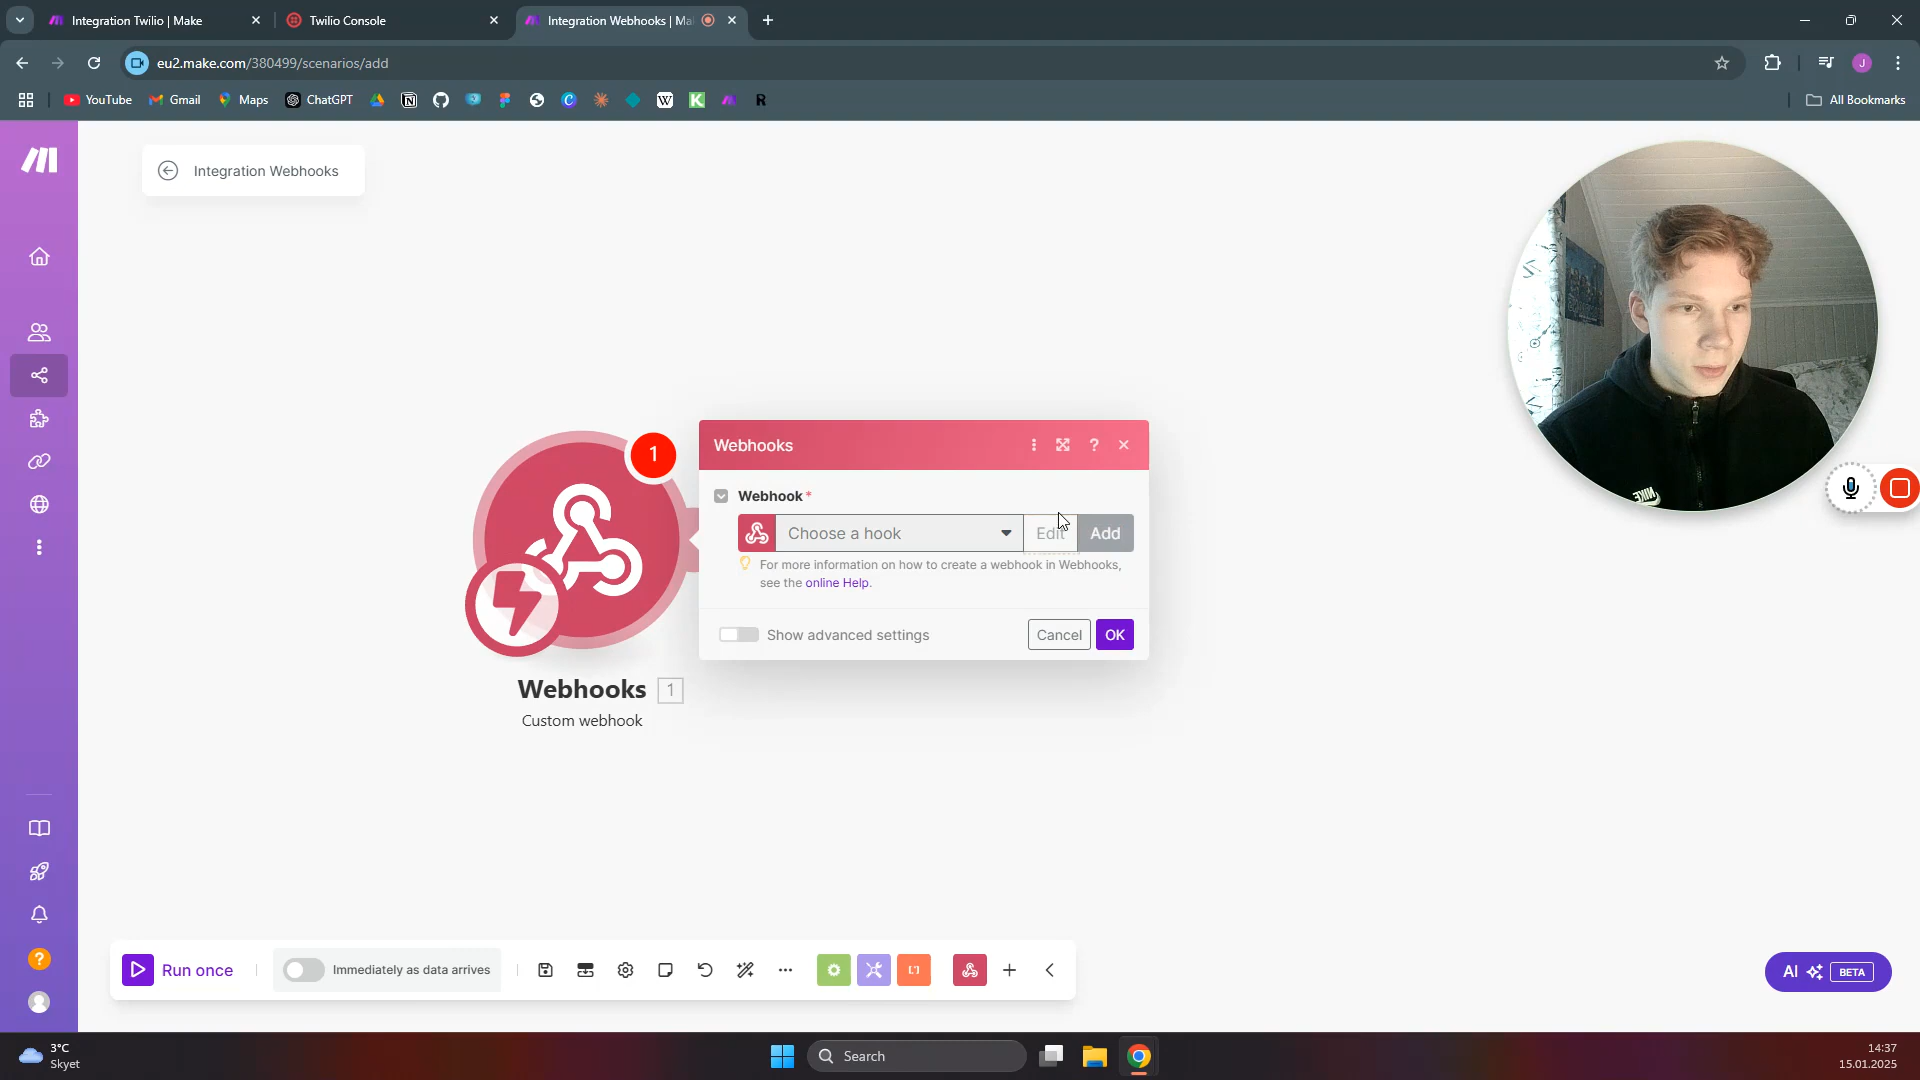 Integration Twilio | Make
Twilio Console
Integration Webhooks | Ma
eu2.make.com/380499/scenarios/add
YouTube
Gmail
Maps
ChatGPT
All Bookmarks
Integration Webhooks
1
Webhooks
?
Webhook *
Choose a hook
Edit
Add
For more information on how to create a webhook in Webhooks,
see the online Help.
Show advanced settings
Cancel
OK
Webhooks 1
Custom webhook
Run once
Immediately as data arrives
AI BETA
3°C
Skyet
Search
14:37
15.01.2025